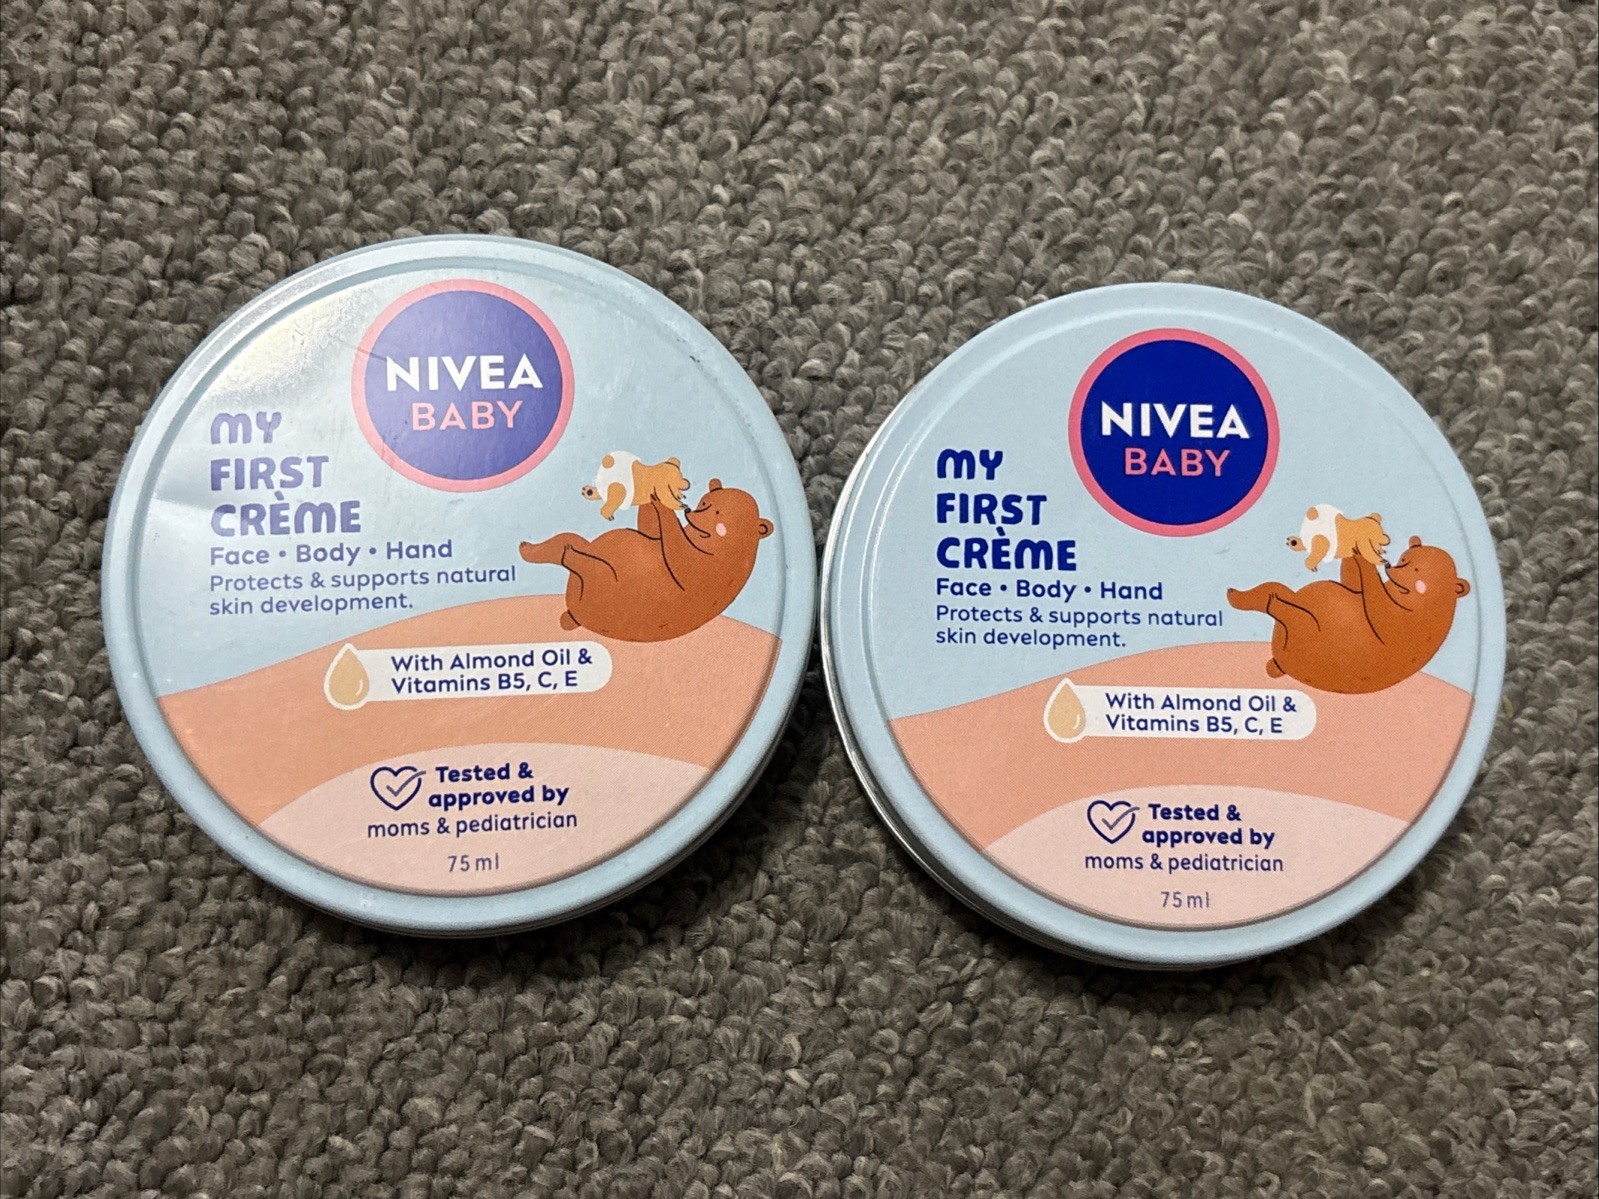 NIVEA
BABY
MY
FIRST
CRÈME
Face • Body • Hand
Protects & supports natural
skin development.
With Almond Oil &
Vitamins B5, C, E
Tested &
approved by
moms & pediatrician
75 ml
NIVEA
BABY
MY
FIRST
CRÈME
Face • Body • Hand
Protects & supports natural
skin development.
With Almond Oil &
Vitamins B5, C, E
Tested &
approved by
moms & pediatrician
75 ml